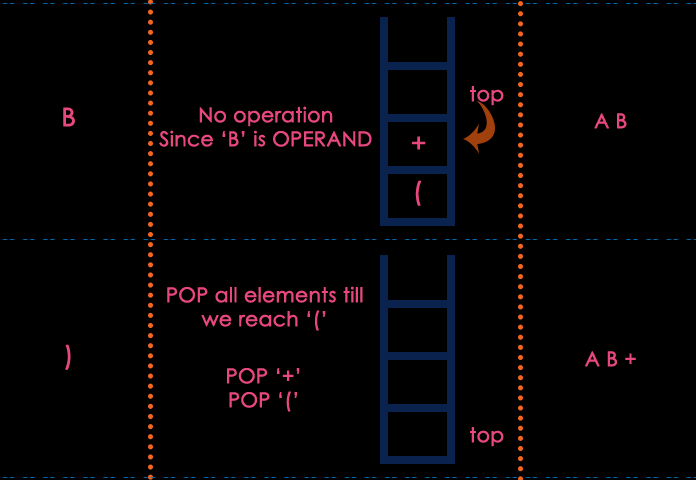 B
No operation
Since ‘B’ is OPERAND
top
+
(
A B
)
POP all elements till
we reach ‘(’
POP ‘+’
POP ‘(’
top
A B +